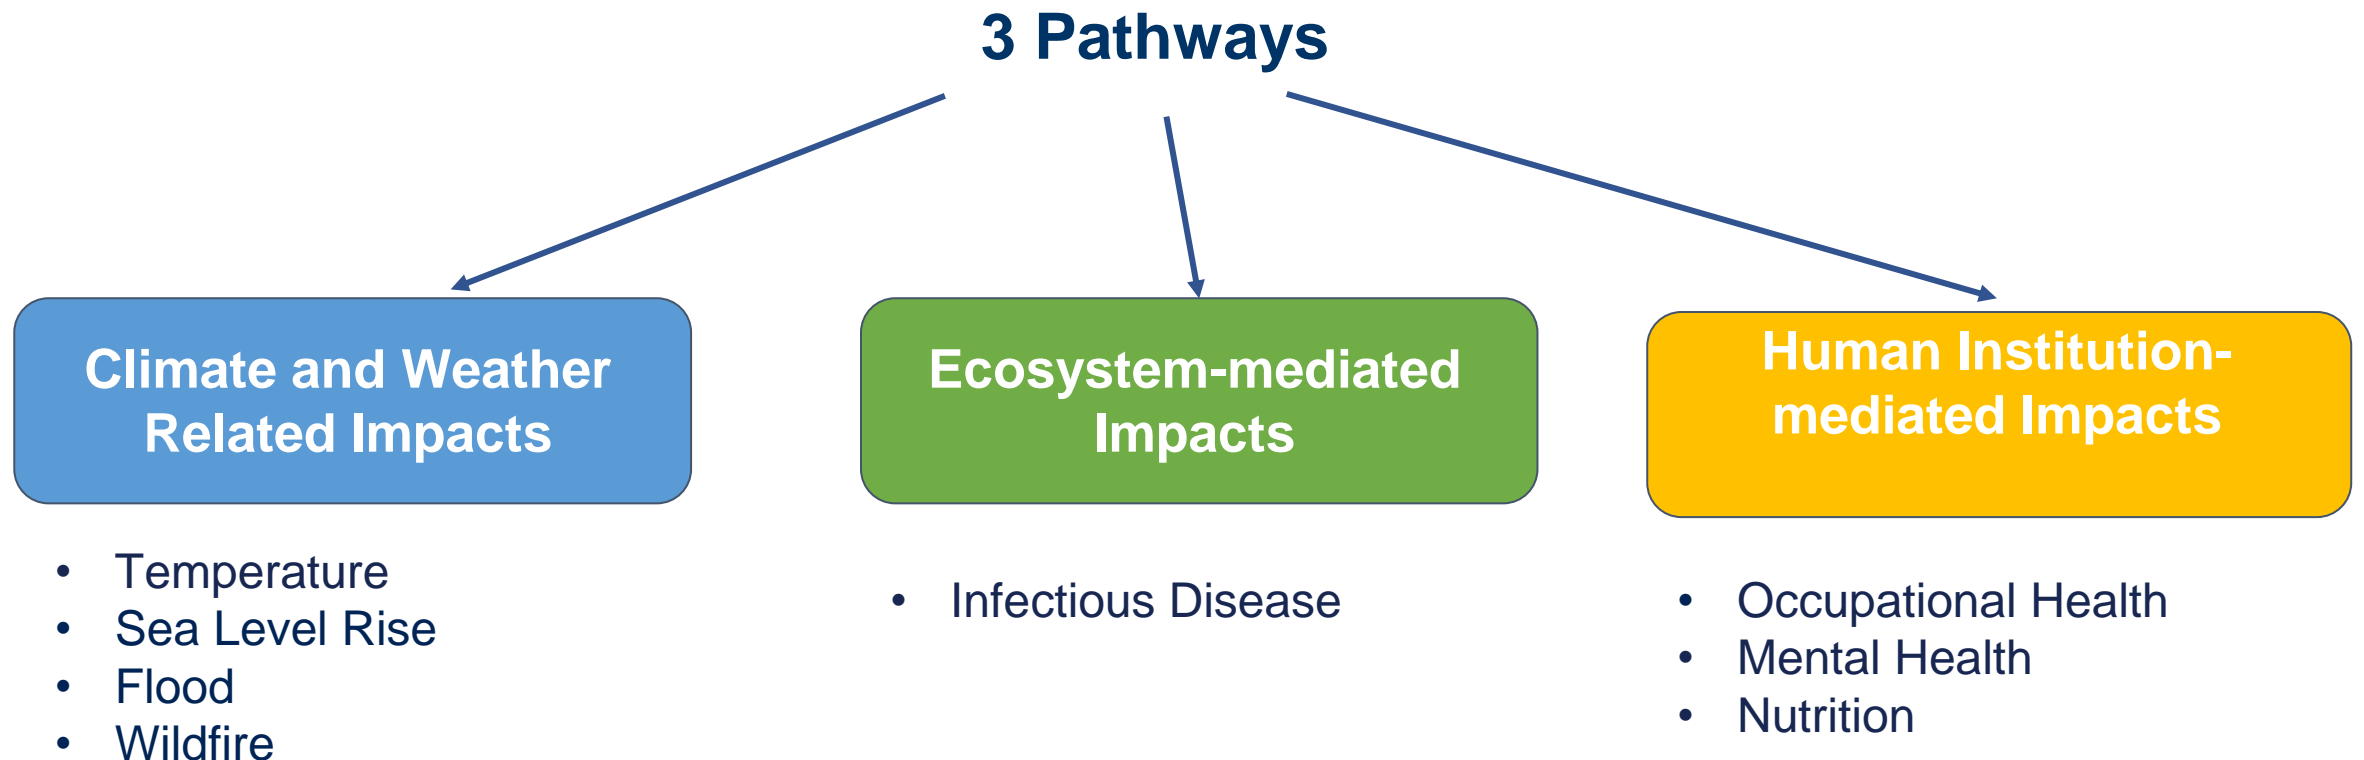 3 Pathways
Climate and Weather
Related Impacts
Ecosystem-mediated
Impacts
Human Institution-
mediated Impacts
• Temperature
• Sea Level Rise
• Flood
• Wildfire
• Infectious Disease
• Occupational Health
• Mental Health
• Nutrition